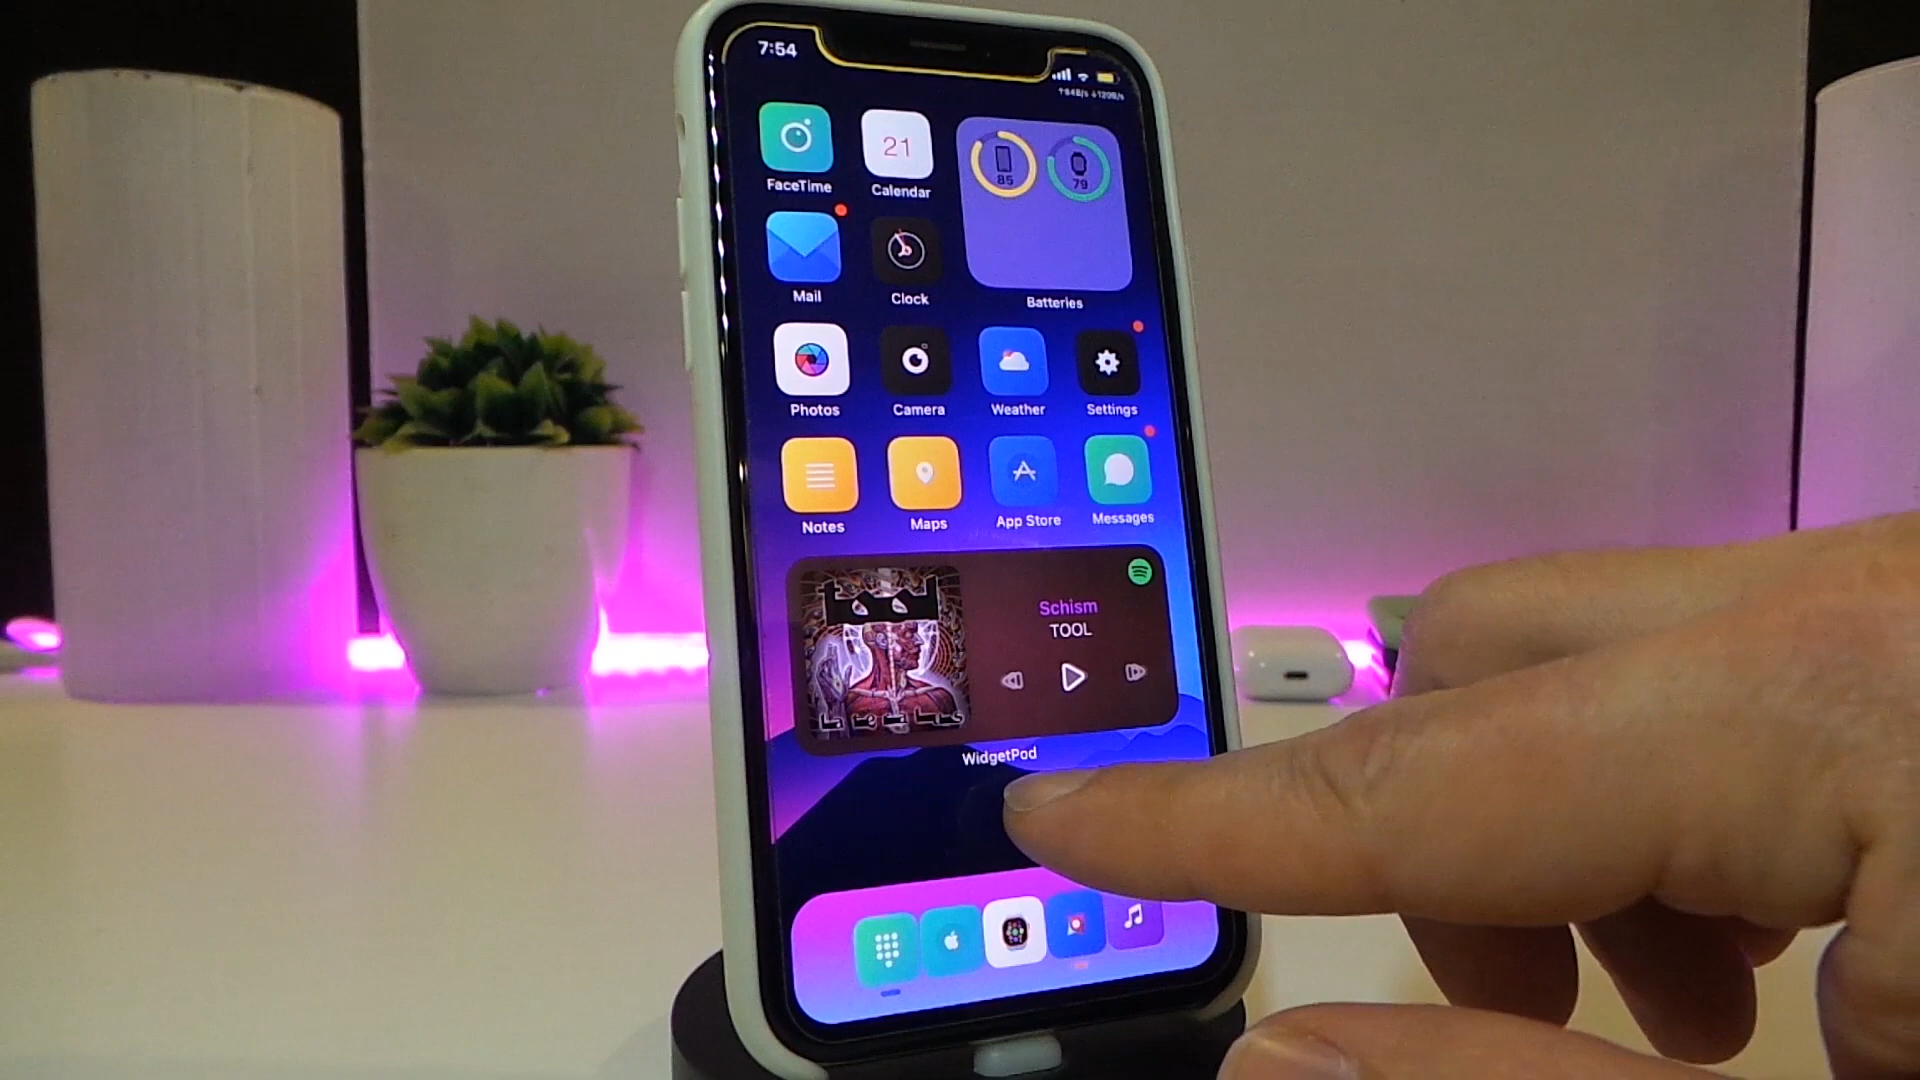 7:54
FaceTime
21
Calendar
85
79
Mail
Clock
Batteries
Photos
Camera
Weather
Settings
Notes
Maps
App Store
Messages
Schism
TOOL
WidgetPod